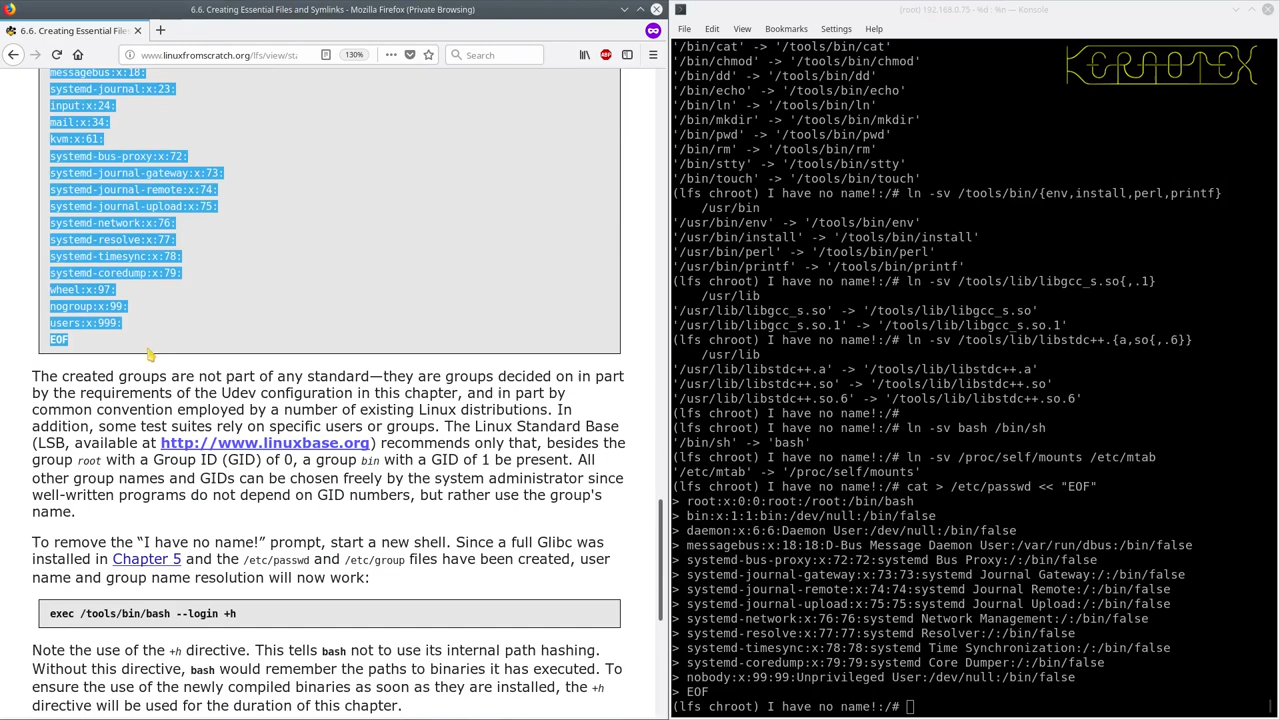 6.6. Creating Essential Files and Symlinks - Mozilla Firefox (Private Browsing)
6.6. Creating Essential Files
www.linuxfromscratch.org/lfs/view/sta
130%
Search
ABP
messagebus:x:18:
systemd-journal:x:23:
input:x:24:
mail:x:34:
kvm:x:61:
systemd-bus-proxy:x:72:
systemd-journal-gateway:x:73:
systemd-journal-remote:x:74:
systemd-journal-upload:x:75:
systemd-network:x:76:
systemd-resolve:x:77:
systemd-timesync:x:78:
systemd-coredump:x:79:
wheel:x:97:
nogroup:x:99:
users:x:999:
EOF
The created groups are not part of any standard—they are groups decided on in part
by the requirements of the Udev configuration in this chapter, and in part by
common convention employed by a number of existing Linux distributions. In
addition, some test suites rely on specific users or groups. The Linux Standard Base
(LSB, available at http://www.linuxbase.org) recommends only that, besides the
group root with a Group ID (GID) of 0, a group bin with a GID of 1 be present. All
other group names and GIDs can be chosen freely by the system administrator since
well-written programs do not depend on GID numbers, but rather use the group's
name.
To remove the “I have no name!” prompt, start a new shell. Since a full Glibc was
installed in Chapter 5 and the /etc/passwd and /etc/group files have been created, user
name and group name resolution will now work:
exec /tools/bin/bash --login +h
Note the use of the +h directive. This tells bash not to use its internal path hashing.
Without this directive, bash would remember the paths to binaries it has executed. To
ensure the use of the newly compiled binaries as soon as they are installed, the +h
directive will be used for the duration of this chapter.
(root) 192.168.0.75 - %d : %n — Konsole
File Edit View Bookmarks Settings Help
KERAOTEX
'/bin/cat' -> '/tools/bin/cat'
'/bin/chmod' -> '/tools/bin/chmod'
'/bin/dd' -> '/tools/bin/dd'
'/bin/echo' -> '/tools/bin/echo'
'/bin/ln' -> '/tools/bin/ln'
'/bin/mkdir' -> '/tools/bin/mkdir'
'/bin/pwd' -> '/tools/bin/pwd'
'/bin/rm' -> '/tools/bin/rm'
'/bin/stty' -> '/tools/bin/stty'
'/bin/touch' -> '/tools/bin/touch'
(lfs chroot) I have no name!:/# ln -sv /tools/bin/{env,install,perl,printf}
/usr/bin
'/usr/bin/env' -> '/tools/bin/env'
'/usr/bin/install' -> '/tools/bin/install'
'/usr/bin/perl' -> '/tools/bin/perl'
'/usr/bin/printf' -> '/tools/bin/printf'
(lfs chroot) I have no name!:/# ln -sv /tools/lib/libgcc_s.so{,.1}
/usr/lib
'/usr/lib/libgcc_s.so' -> '/tools/lib/libgcc_s.so'
'/usr/lib/libgcc_s.so.1' -> '/tools/lib/libgcc_s.so.1'
(lfs chroot) I have no name!:/# ln -sv /tools/lib/libstdc++.{a,so{,.6}}
/usr/lib
'/usr/lib/libstdc++.a' -> '/tools/lib/libstdc++.a'
'/usr/lib/libstdc++.so' -> '/tools/lib/libstdc++.so'
'/usr/lib/libstdc++.so.6' -> '/tools/lib/libstdc++.so.6'
(lfs chroot) I have no name!:/#
(lfs chroot) I have no name!:/# ln -sv bash /bin/sh
'/bin/sh' -> 'bash'
(lfs chroot) I have no name!:/# ln -sv /proc/self/mounts /etc/mtab
'/etc/mtab' -> '/proc/self/mounts'
(lfs chroot) I have no name!:/# cat > /etc/passwd << "EOF"
> root:x:0:0:root:/root:/bin/bash
> bin:x:1:1:bin:/dev/null:/bin/false
> daemon:x:6:6:Daemon User:/dev/null:/bin/false
> messagebus:x:18:18:D-Bus Message Daemon User:/var/run/dbus:/bin/false
> systemd-bus-proxy:x:72:72:systemd Bus Proxy:/:/bin/false
> systemd-journal-gateway:x:73:73:systemd Journal Gateway:/:/bin/false
> systemd-journal-remote:x:74:74:systemd Journal Remote:/:/bin/false
> systemd-journal-upload:x:75:75:systemd Journal Upload:/:/bin/false
> systemd-network:x:76:76:systemd Network Management:/:/bin/false
> systemd-resolve:x:77:77:systemd Resolver:/:/bin/false
> systemd-timesync:x:78:78:systemd Time Synchronization:/:/bin/false
> systemd-coredump:x:79:79:systemd Core Dumper:/:/bin/false
> nobody:x:99:99:Unprivileged User:/dev/null:/bin/false
> EOF
(lfs chroot) I have no name!:/#